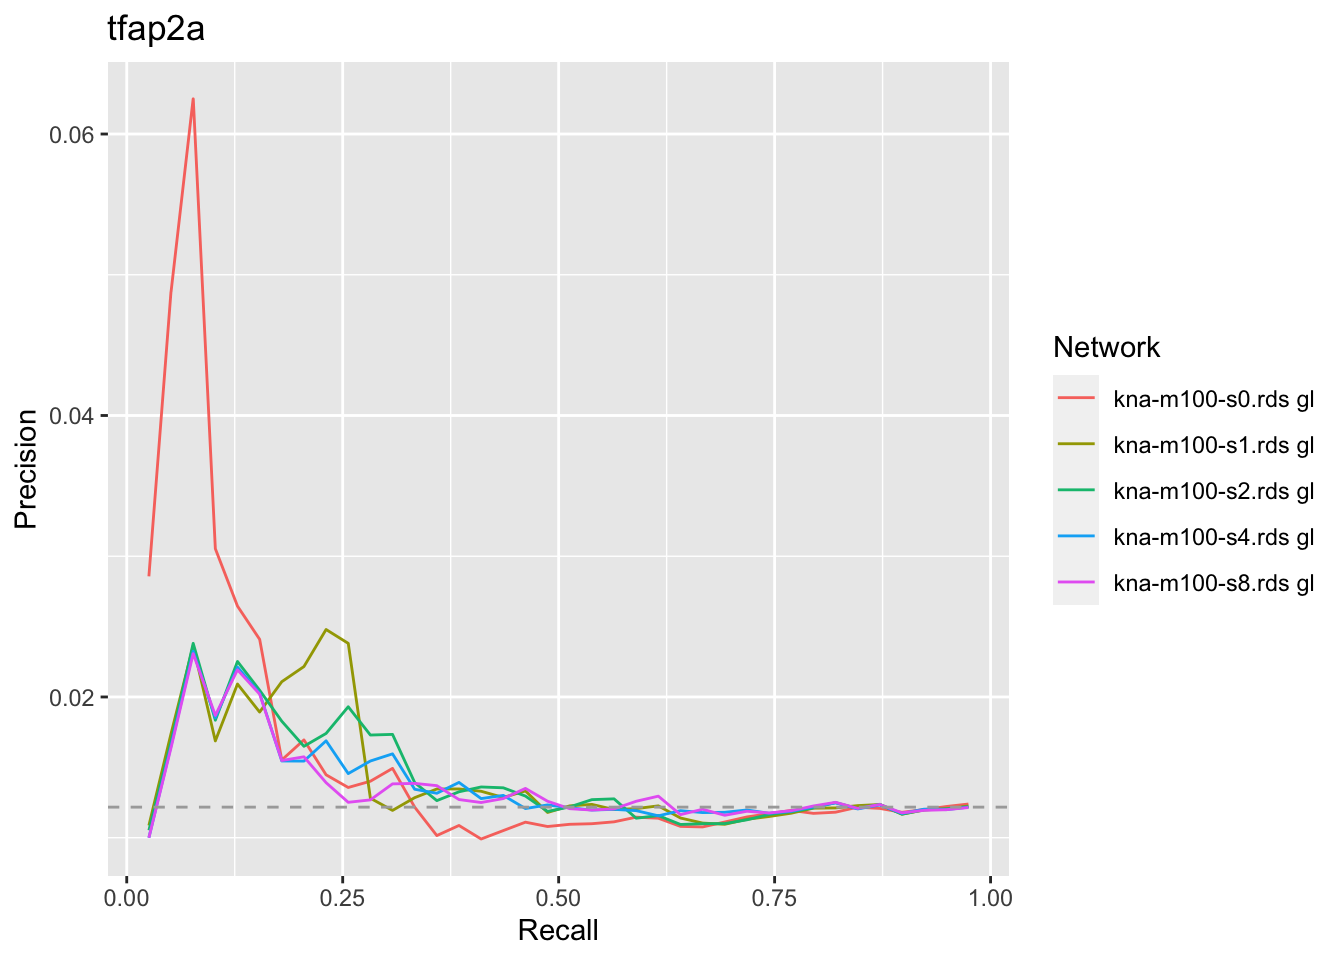 tfap2a
0.06
0.04
0.02
Precision
0.00 0.25 0.50 0.75 1.00
Recall
Network
kna-m100-s0.rds gl
kna-m100-s1.rds gl
kna-m100-s2.rds gl
kna-m100-s4.rds gl
kna-m100-s8.rds gl